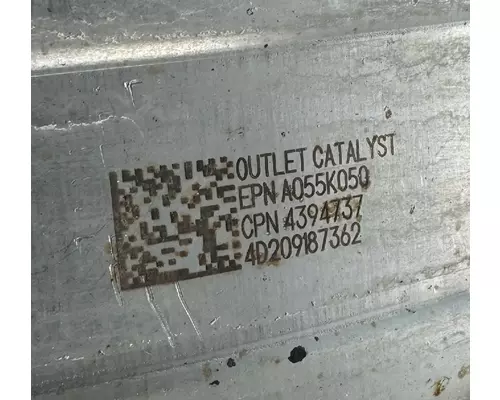 OUTLET CATALYST
EPN A055K050
CPN 4394737
4D209187362